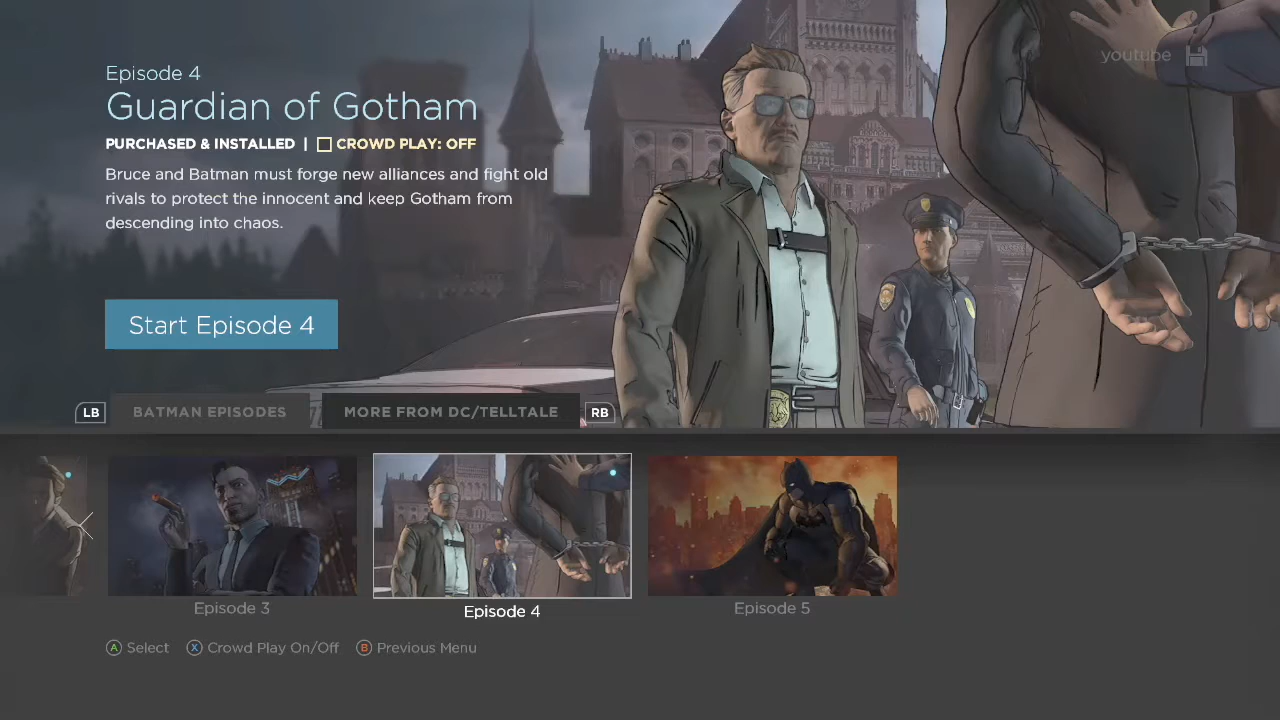 youtube
Episode 4
Guardian of Gotham
PURCHASED & INSTALLED | CROWD PLAY: OFF
Bruce and Batman must forge new alliances and fight old
rivals to protect the innocent and keep Gotham from
descending into chaos.
Start Episode 4
LB BATMAN EPISODES MORE FROM DC/TELLTALE RB
Episode 3 Episode 4 Episode 5
A Select X Crowd Play On/Off B Previous Menu